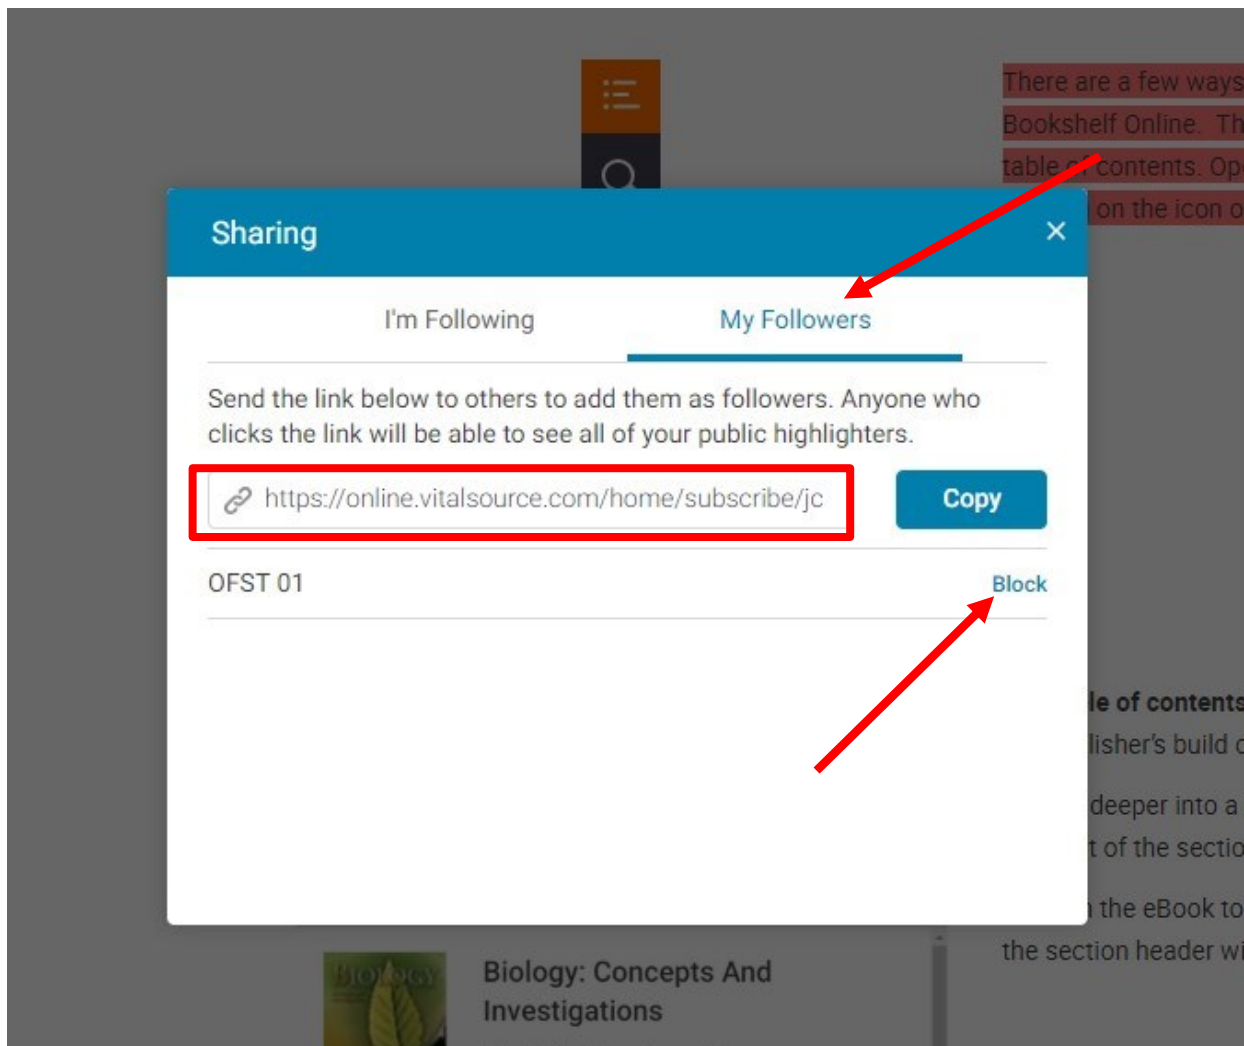 There are a few ways
Bookshelf Online. Th
table of contents. Op
on the icon o
Sharing
I'm Following
My Followers
Send the link below to others to add them as followers. Anyone who
clicks the link will be able to see all of your public highlighters.
https://online.vitalsource.com/home/subscribe/jc
Copy
OFST 01
Block
le of contents
lisher's build
deeper into a
t of the sectio
the eBook to
the section header wi
BIOLOGY
Biology: Concepts And
Investigations